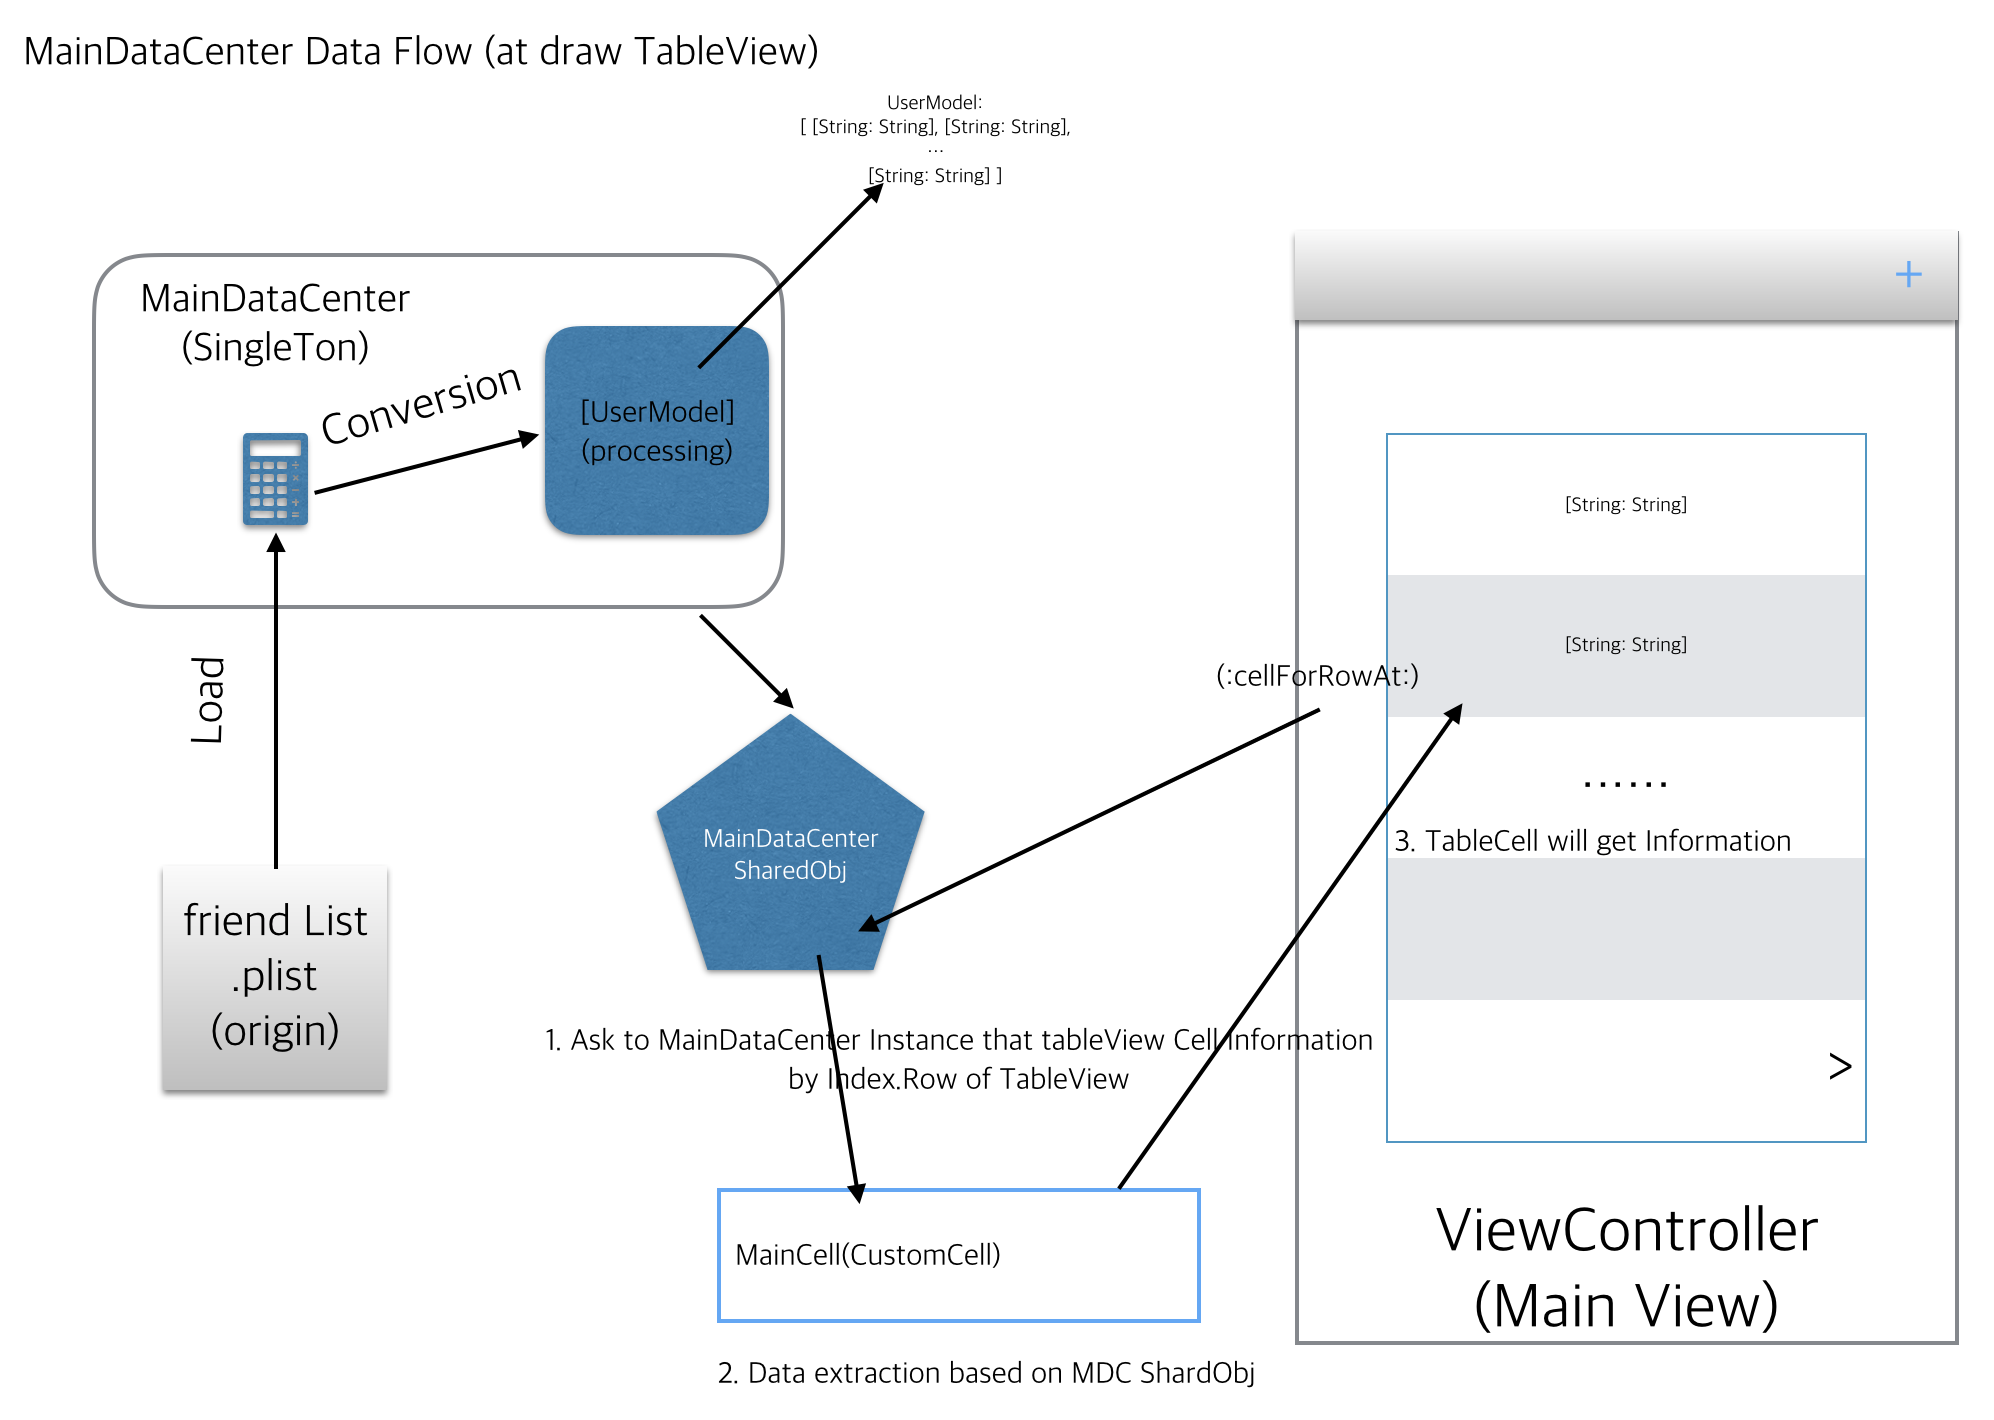 MainDataCenter Data Flow (at draw TableView)
UserModel:
[ [String: String], [String: String],
...
[String: String] ]
MainDataCenter
(SingleTon)
Conversion
[UserModel]
(processing)
Load
friend List
.plist
(origin)
MainDataCenter
SharedObj
(:cellForRowAt:)
1. Ask to MainDataCenter Instance that tableView Cell Information
by Index.Row of TableView
MainCell(CustomCell)
2. Data extraction based on MDC ShardObj
+
[String: String]
[String: String]
......
3. TableCell will get Information
>
ViewController
(Main View)